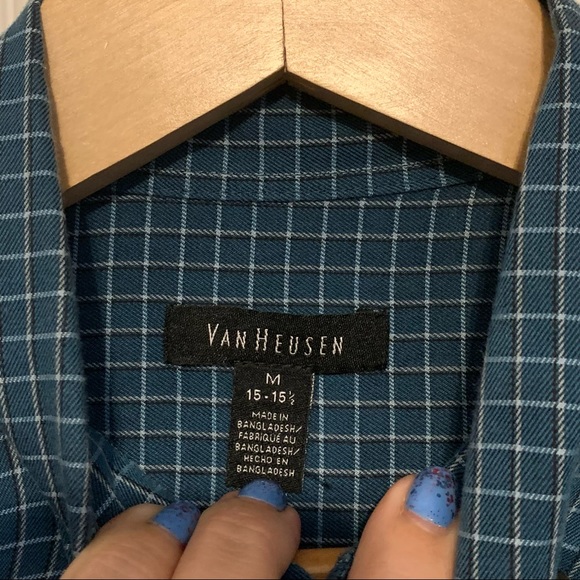 VAN HEUSEN
M
15 - 15½
MADE IN
BANGLADESH/
FABRIQUÉ AU
BANGLADESH/
HECHO EN
BANGLADESH